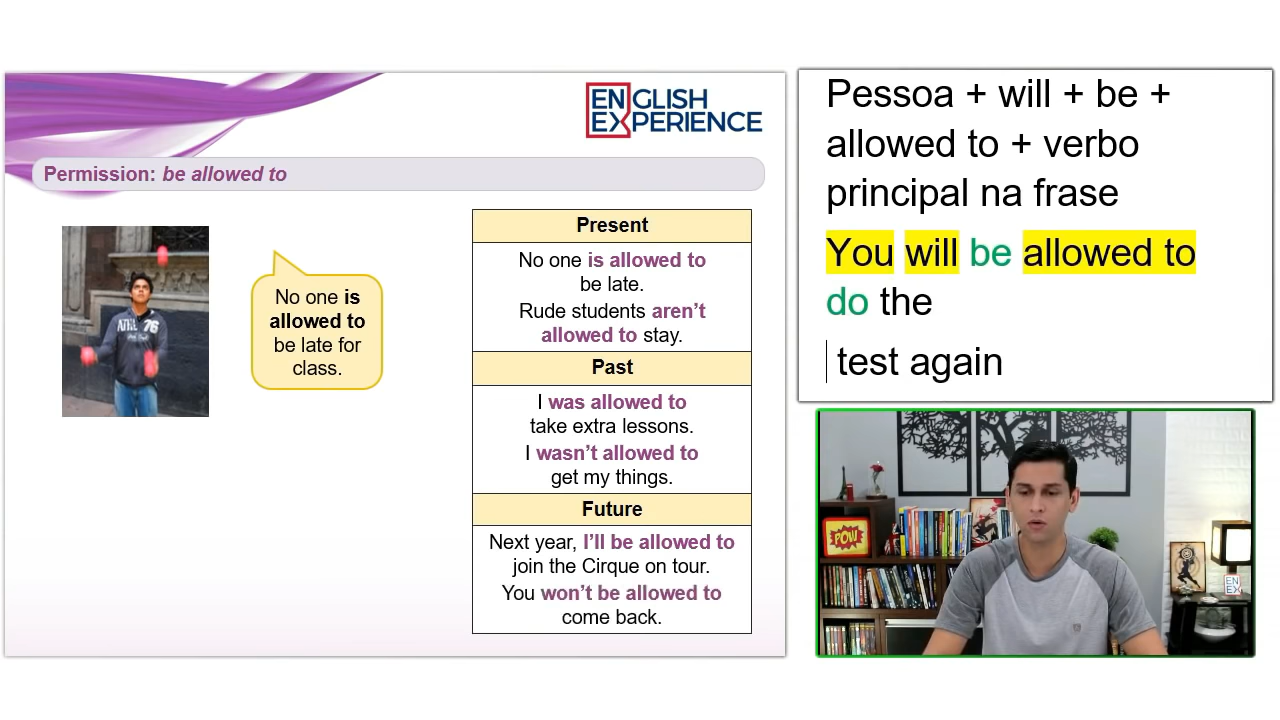 ENGLISH
EXPERIENCE
Permission: be allowed to
ATHL 76
No one is
allowed to
be late for
class.
Present
No one is allowed to
be late.
Rude students aren’t
allowed to stay.
Past
I was allowed to
take extra lessons.
I wasn’t allowed to
get my things.
Future
Next year, I’ll be allowed to
join the Cirque on tour.
You won’t be allowed to
come back.
Pessoa + will + be +
allowed to + verbo
principal na frase
You will be allowed to
do the
test again
POW
EN
EX